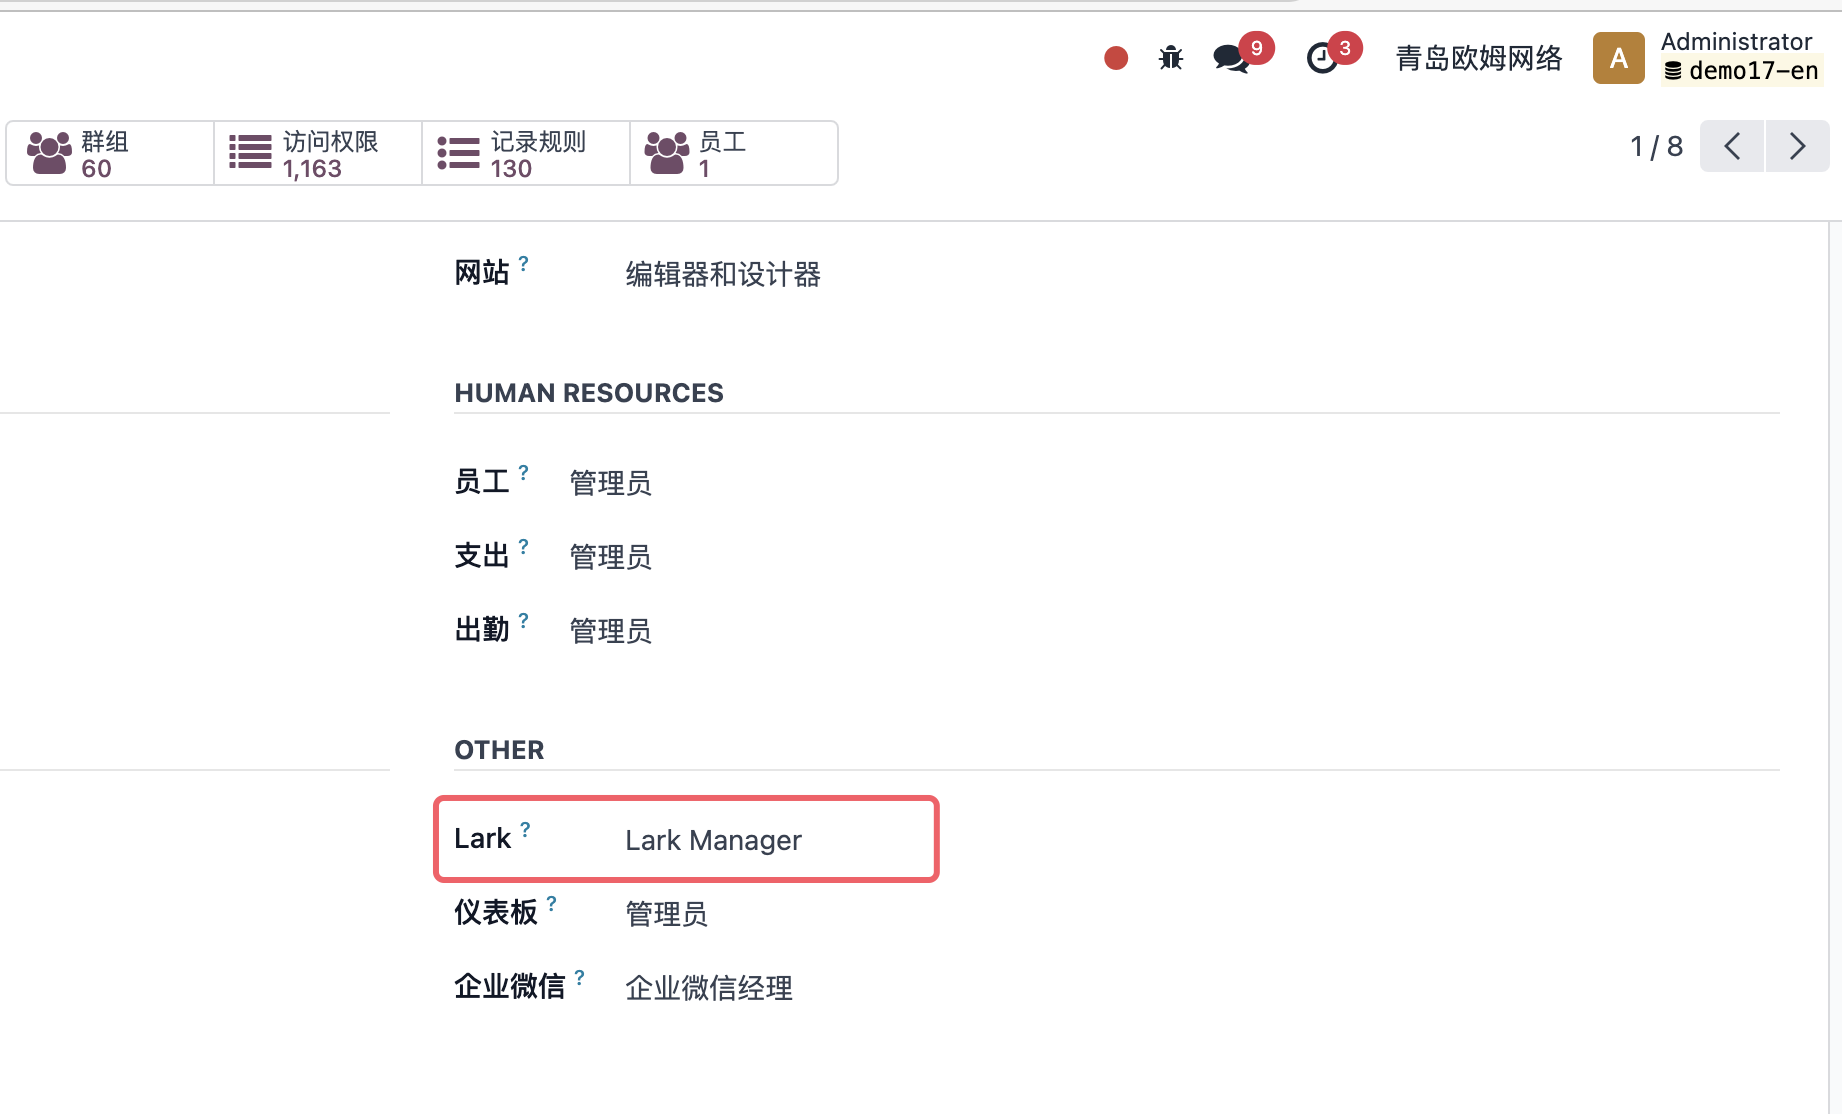 9
3
青岛欧姆网络
A
Administrator
demo17-en
群组
60
访问权限
1,163
记录规则
130
员工
1
1 / 8
网站 ?
编辑器和设计器
HUMAN RESOURCES
员工 ?
管理员
支出 ?
管理员
出勤 ?
管理员
OTHER
Lark ?
Lark Manager
仪表板 ?
管理员
企业微信 ?
企业微信经理